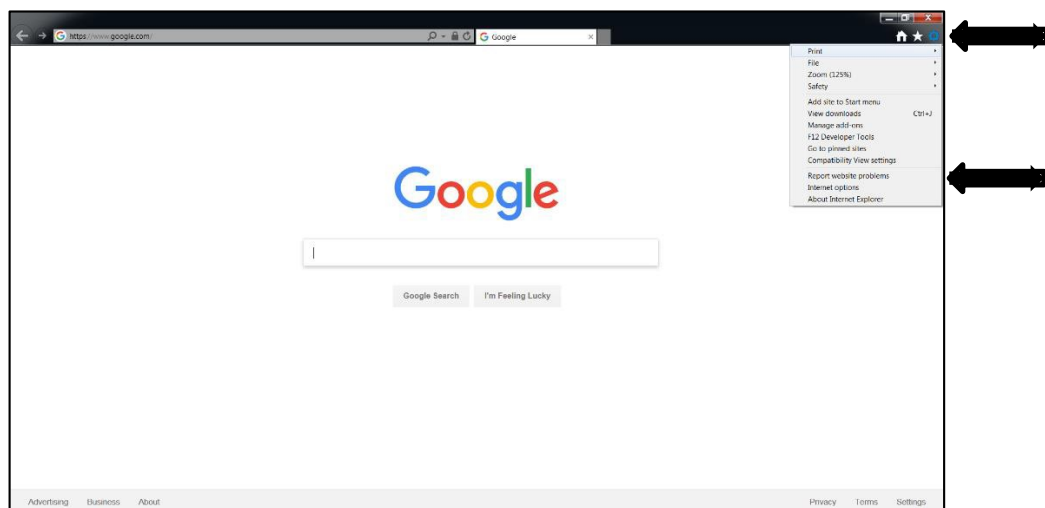 https://www.google.com/
Google
Print
File
Zoom (125%)
Safety
Add site to Start menu
View downloads Ctrl+J
Manage add-ons
F12 Developer Tools
Go to pinned sites
Compatibility View settings
Report website problems
Internet options
About Internet Explorer
Google
Google Search I'm Feeling Lucky
Advertising Business About Privacy Terms Settings